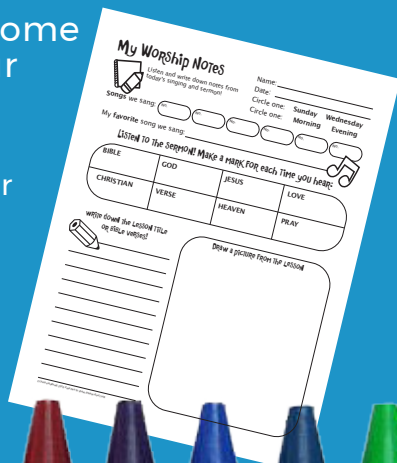 ome
r
r
My Worship Notes
Listen and write down notes from
today's singing and sermon!
Name:
Date:
Circle one: Sunday Wednesday
Circle one: Morning Evening
Songs we sang:
My favorite song we sang:
Listen to the Sermon! Make a mark for each time you hear:
BIBLE GOD JESUS LOVE
CHRISTIAN VERSE HEAVEN PRAY
Write down the lesson title
or Bible verses!
Draw a picture from the lesson